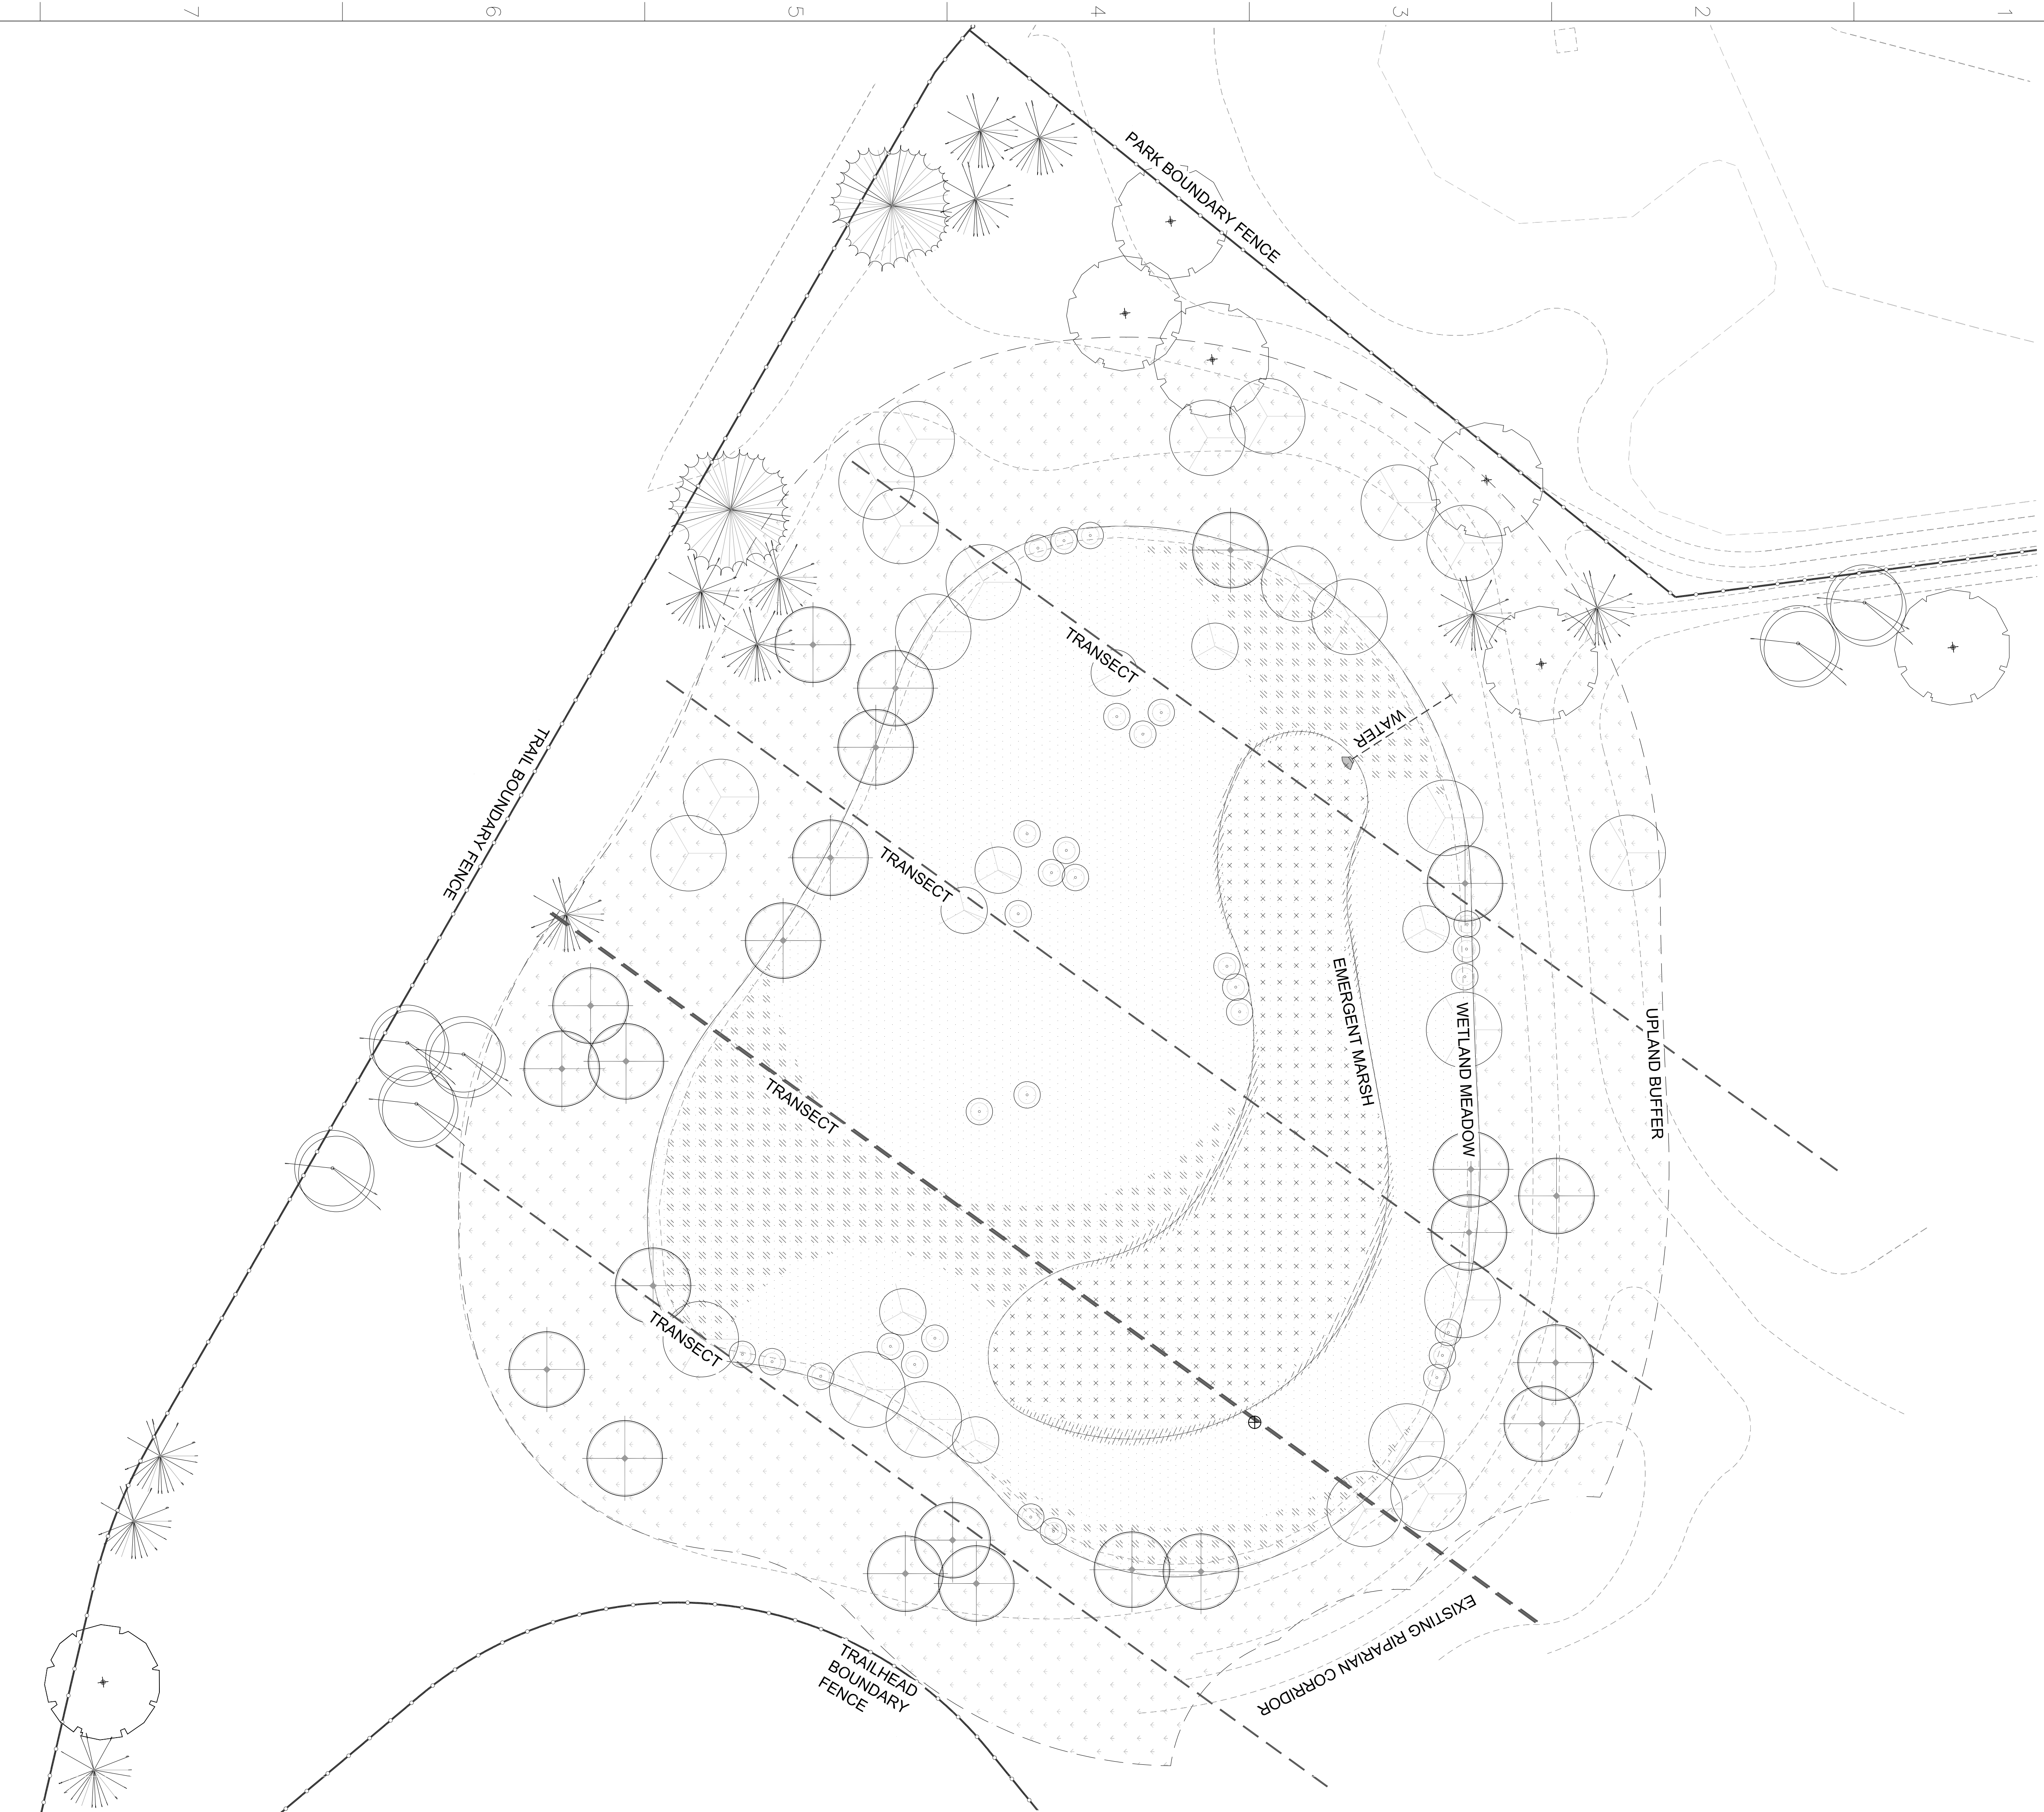 7 6 5 4 3 2 1
PARK BOUNDARY FENCE
TRANSECT
WATER
TRAIL BOUNDARY FENCE
TRANSECT
EMERGENT MARSH
WETLAND MEADOW
UPLAND BUFFER
TRANSECT
TRANSECT
EXISTING RIPARIAN CORRIDOR
TRAILHEAD
BOUNDARY
FENCE